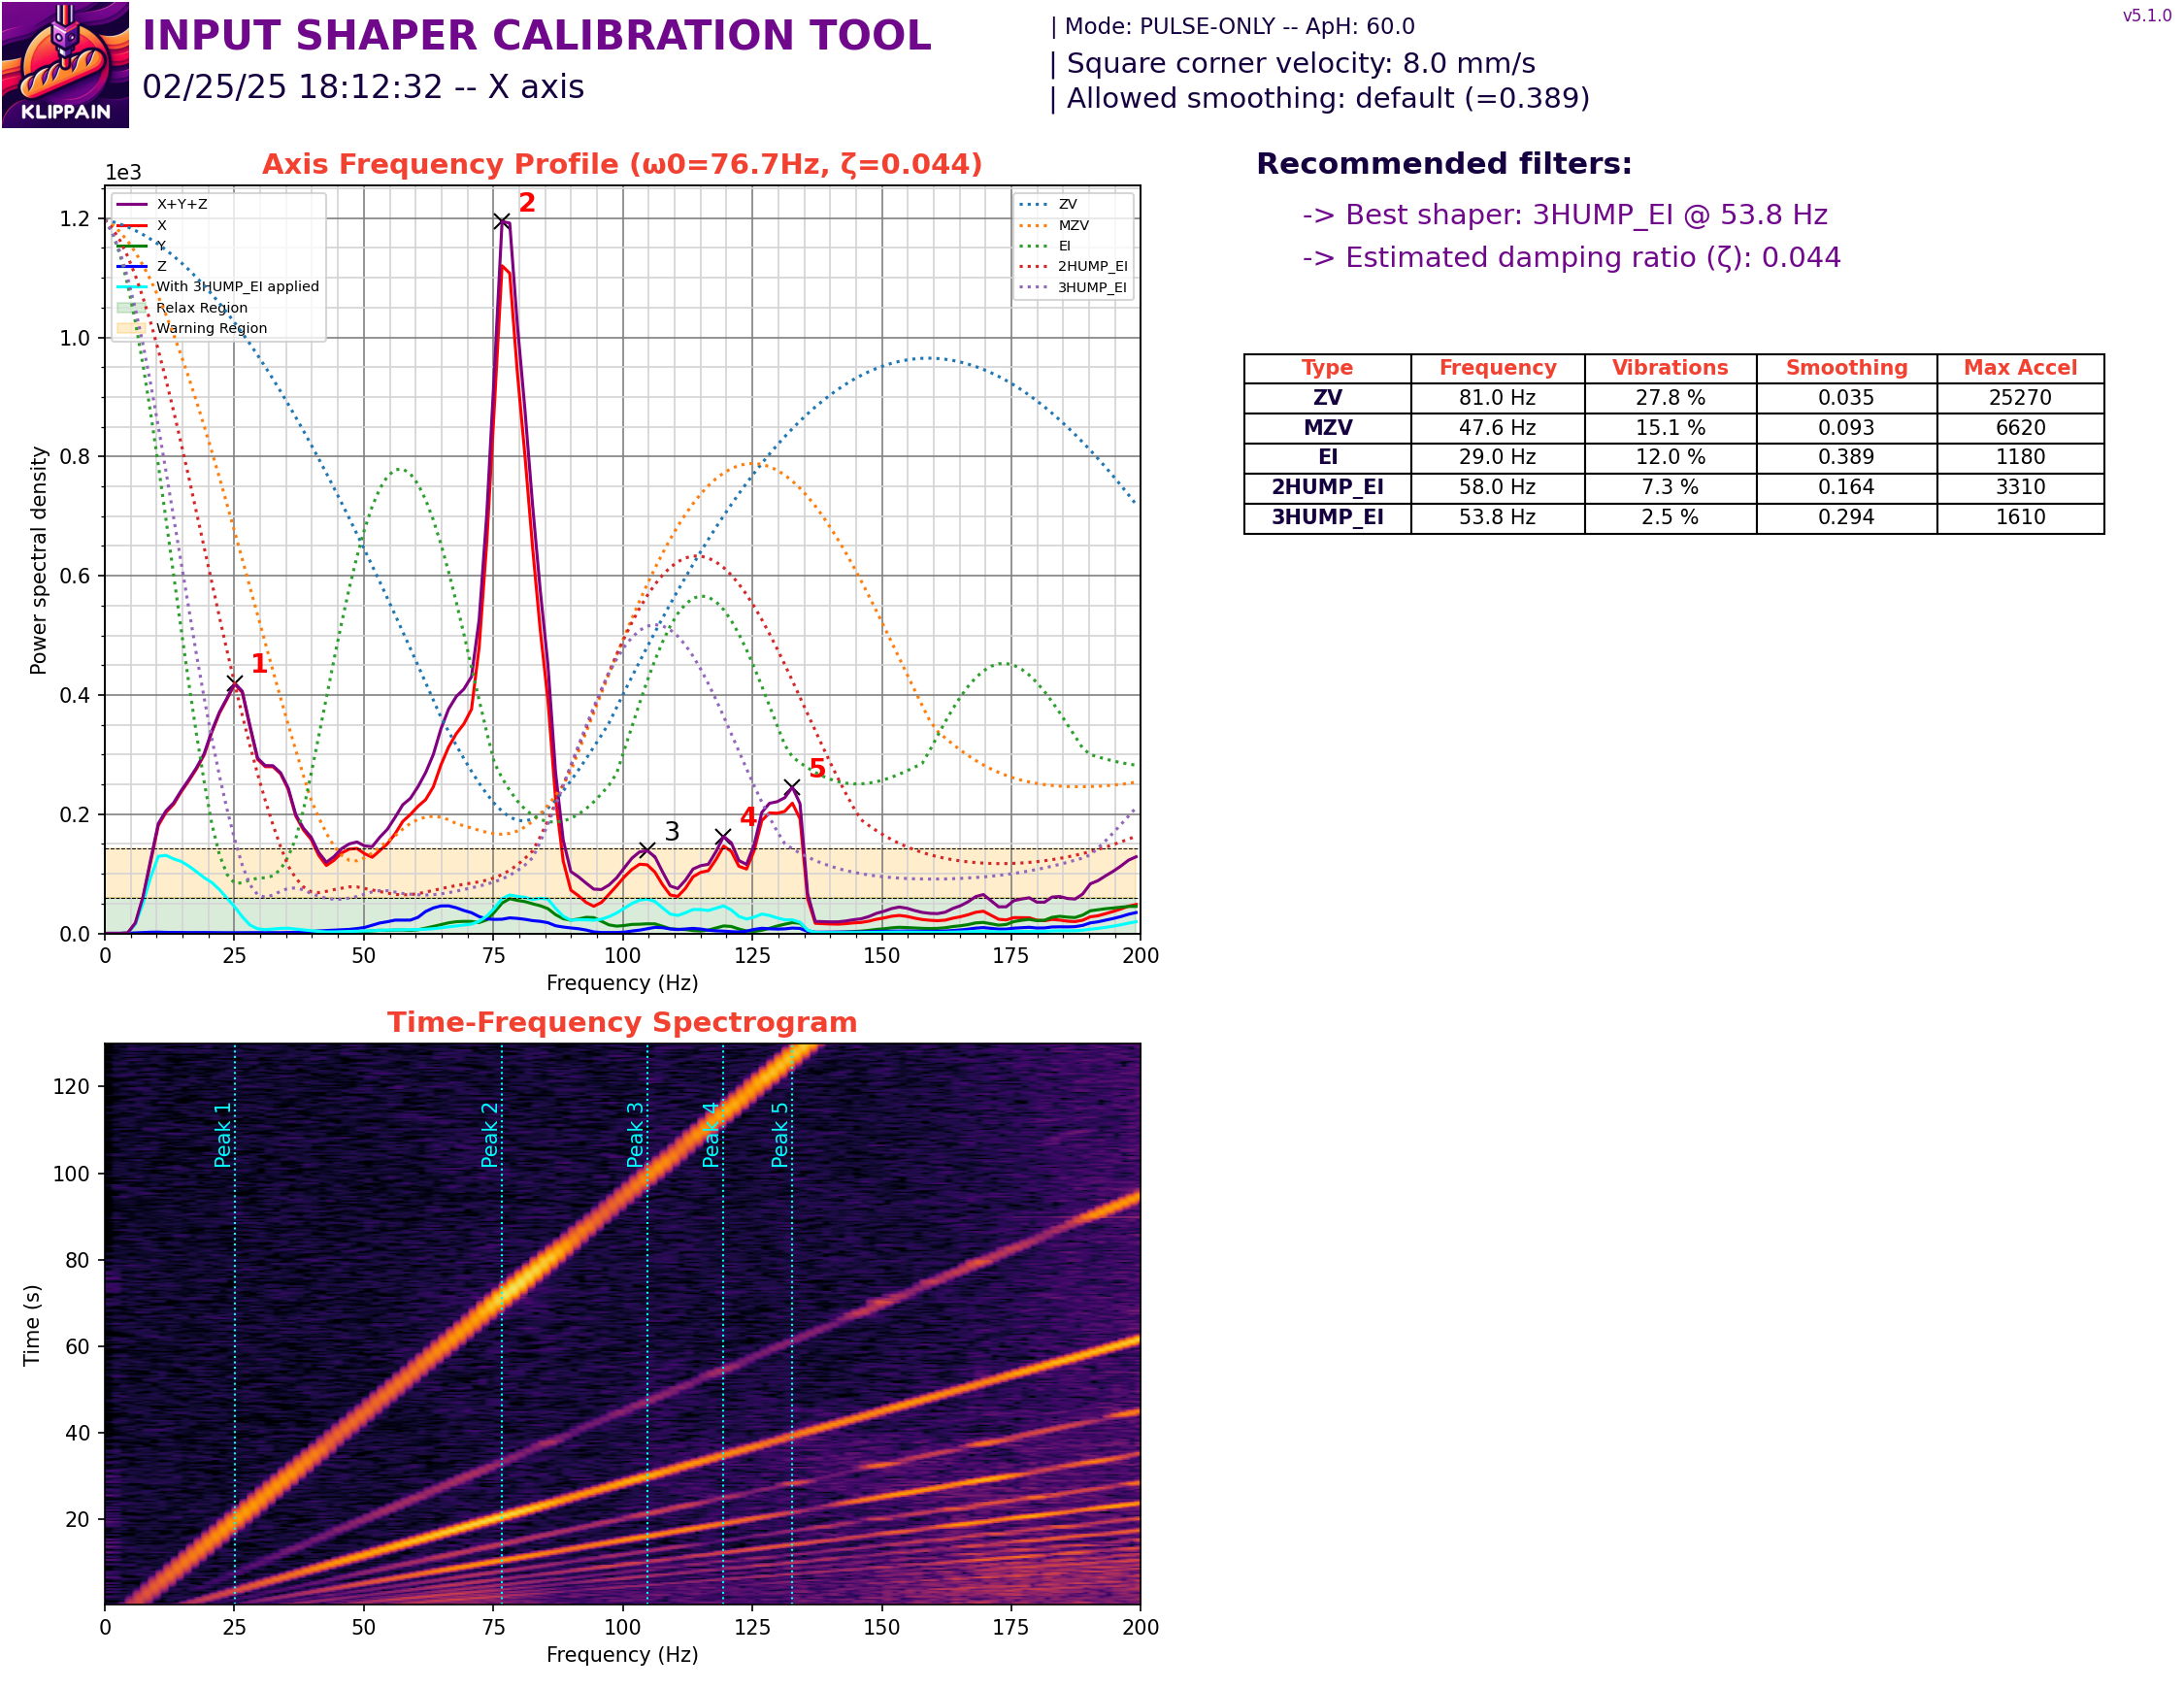 KLIPPAIN
INPUT SHAPER CALIBRATION TOOL
02/25/25 18:12:32 -- X axis
| Mode: PULSE-ONLY -- ApH: 60.0
| Square corner velocity: 8.0 mm/s
| Allowed smoothing: default (=0.389)
v5.1.0
Axis Frequency Profile (ω0=76.7Hz, ζ=0.044)
1e3
X+Y+Z
X
Y
Z
With 3HUMP_EI applied
Relax Region
Warning Region
ZV
MZV
EI
2HUMP_EI
3HUMP_EI
1
2
3
4
5
Power spectral density
1.2
1.0
0.8
0.6
0.4
0.2
0.0
0 25 50 75 100 125 150 175 200
Frequency (Hz)
Recommended filters:
-> Best shaper: 3HUMP_EI @ 53.8 Hz
-> Estimated damping ratio (ζ): 0.044
Type Frequency Vibrations Smoothing Max Accel
ZV 81.0 Hz 27.8 % 0.035 25270
MZV 47.6 Hz 15.1 % 0.093 6620
EI 29.0 Hz 12.0 % 0.389 1180
2HUMP_EI 58.0 Hz 7.3 % 0.164 3310
3HUMP_EI 53.8 Hz 2.5 % 0.294 1610
Time-Frequency Spectrogram
Time (s)
120
100
80
60
40
20
Peak 1
Peak 2
Peak 3
Peak 4
Peak 5
0 25 50 75 100 125 150 175 200
Frequency (Hz)